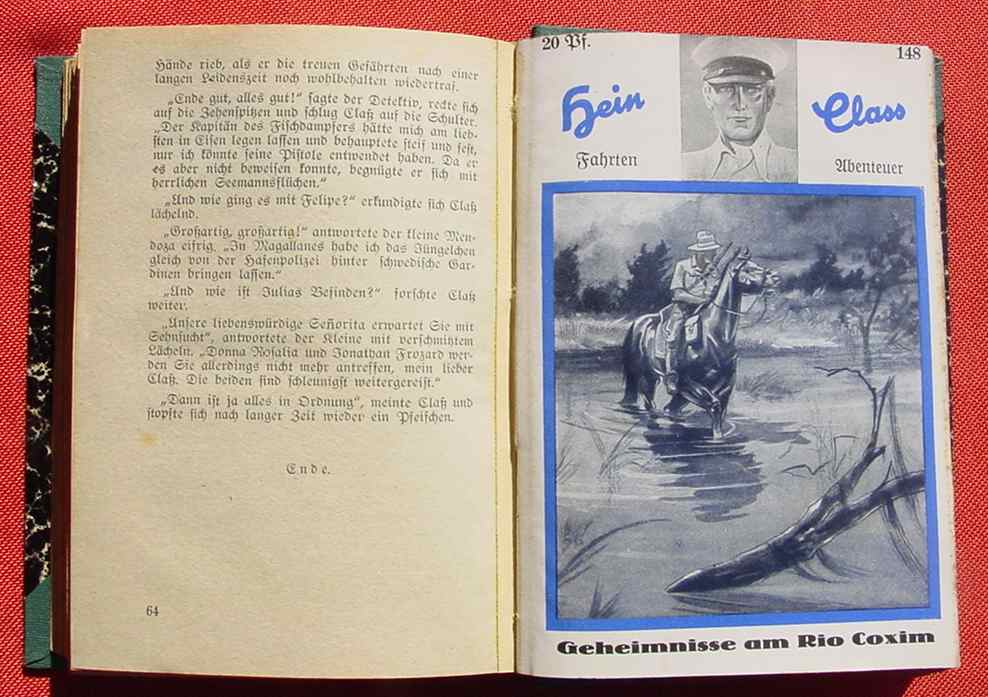 Hände rieb, als er die treuen Gefährten nach einer
langen Leidenszeit noch wohlbehalten wiedertraf.
„Ende gut, alles gut!“ sagte der Detektiv, reckte sich
auf die Zehenspitzen und schlug Claß auf die Schulter.
„Der Kapitän des Fischdampfers hätte mich am lieb-
sten in Eisen legen lassen und behauptete steif und fest,
nur ich könnte seine Pistole entwendet haben. Da er
es aber nicht beweisen konnte, begnügte er sich mit
herrlichen Seemannsflüchen.“
„Und wie ging es mit Felipe?“ erkundigte sich Claß
lächelnd.
„Großartig, großartig!“ antwortete der kleine Men-
doza eifrig. „In Magallanes habe ich das Jüngelchen
gleich von der Hafenpolizei hinter schwedische Gar-
dinen bringen lassen.“
„Und wie ist Julias Befinden?“ forschte Claß
weiter.
„Unsere liebenswürdige Señorita erwartet Sie mit
Sehnsucht“, antwortete der Kleine mit verschmitztem
Lächeln. „Donna Rosalia und Jonathan Frozard wer-
den Sie allerdings nicht mehr antreffen, mein lieber
Claß. Die beiden sind schleunigst weitergereist.“
„Dann ist ja alles in Ordnung“, meinte Claß und
stopfte sich nach langer Zeit wieder ein Pfeifchen.
Ende.
64
20 Pf.
148
Hein Class
Fahrten Abenteuer
Geheimnisse am Rio Coxim